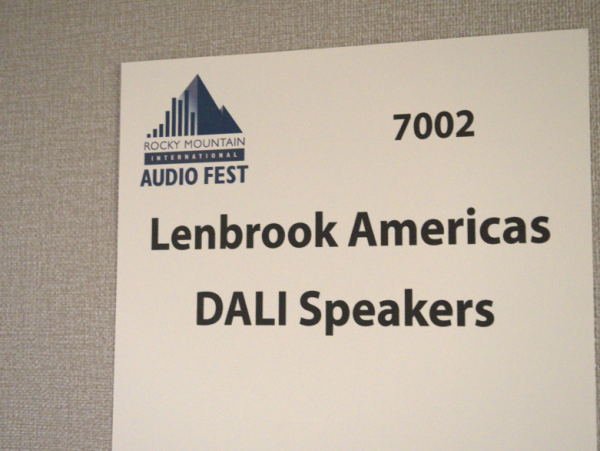 ROCKY MOUNTAIN
INTERNATIONAL
AUDIO FEST
7002
Lenbrook Americas
DALI Speakers